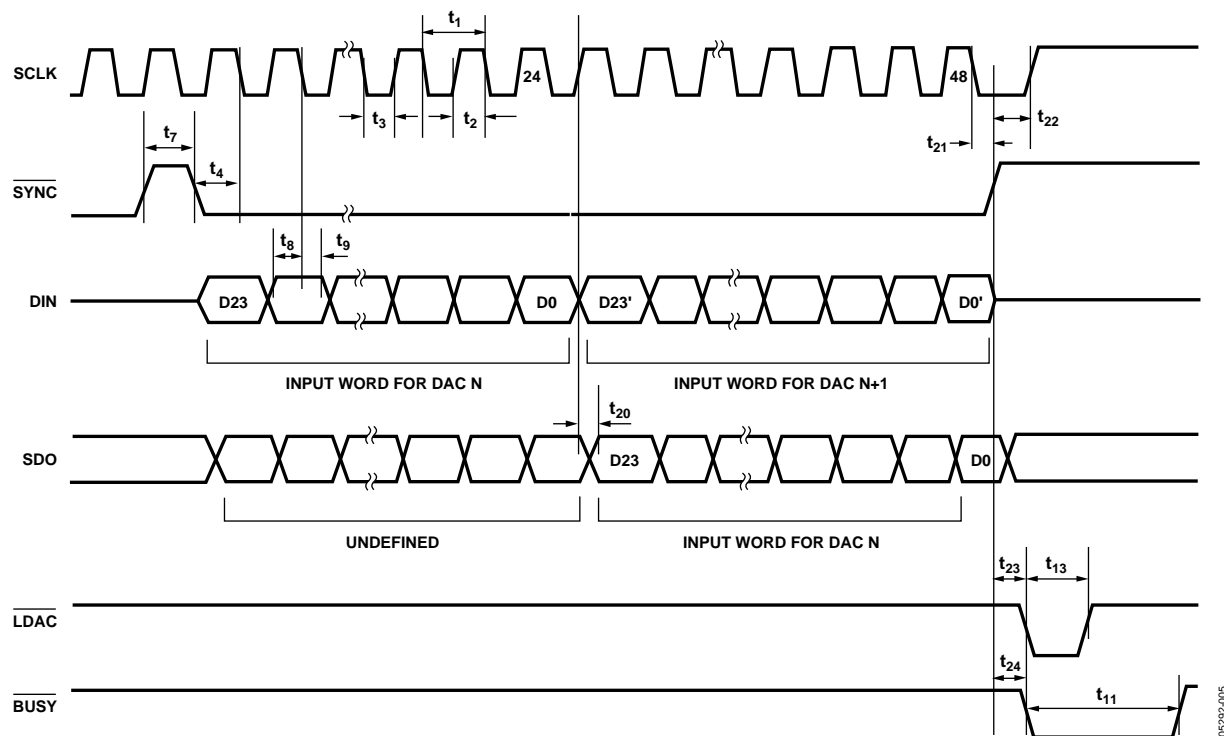 t1
SCLK
24
48
t3
t2
t22
t21
t7
t4
SYNC
t8
t9
DIN
D23
D0
D23'
D0'
INPUT WORD FOR DAC N
INPUT WORD FOR DAC N+1
t20
SDO
D23
D0
UNDEFINED
INPUT WORD FOR DAC N
t23
t13
LDAC
t24
t11
BUSY
05292-005